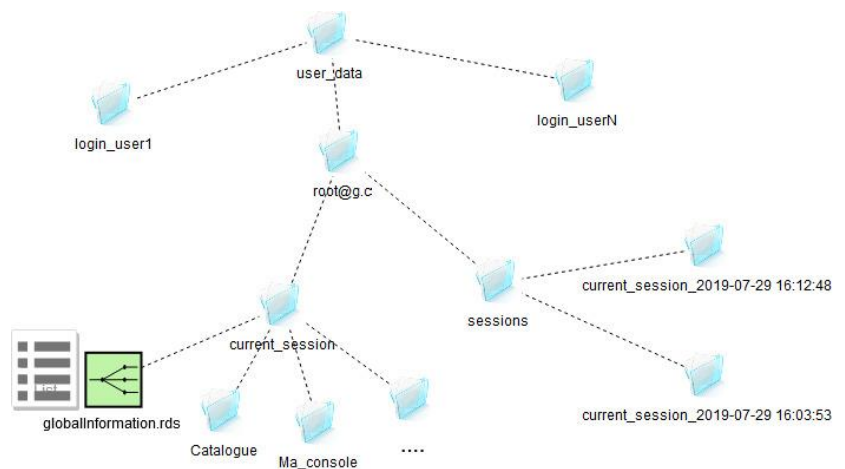 user_data
login_user1
login_userN
root@g.c
current_session_2019-07-29 16:12:48
sessions
current_session
globalInformation.rds
current_session_2019-07-29 16:03:53
Catalogue
Ma_console
....